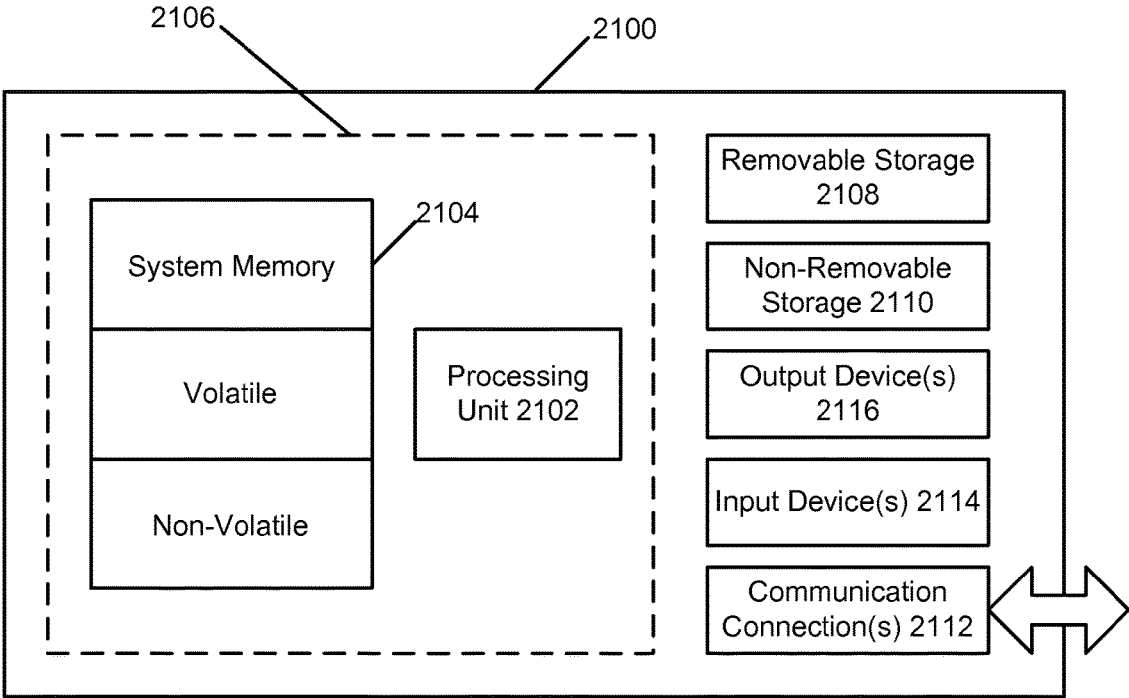 2106
2100
Removable Storage
2108
2104
System Memory
Non-Removable
Storage 2110
Volatile
Processing
Unit 2102
Output Device(s)
2116
Non-Volatile
Input Device(s) 2114
Communication
Connection(s) 2112